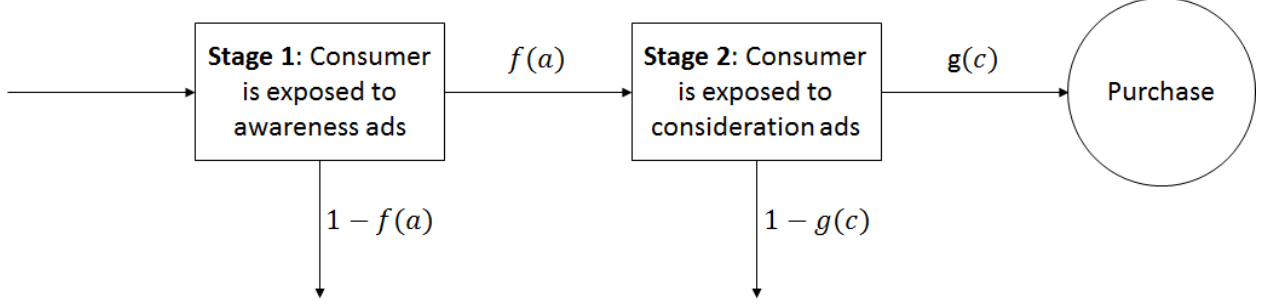 Stage 1: Consumer
is exposed to
awareness ads
f(a)
Stage 2: Consumer
is exposed to
consideration ads
g(c)
Purchase
1 − f(a)
1 − g(c)